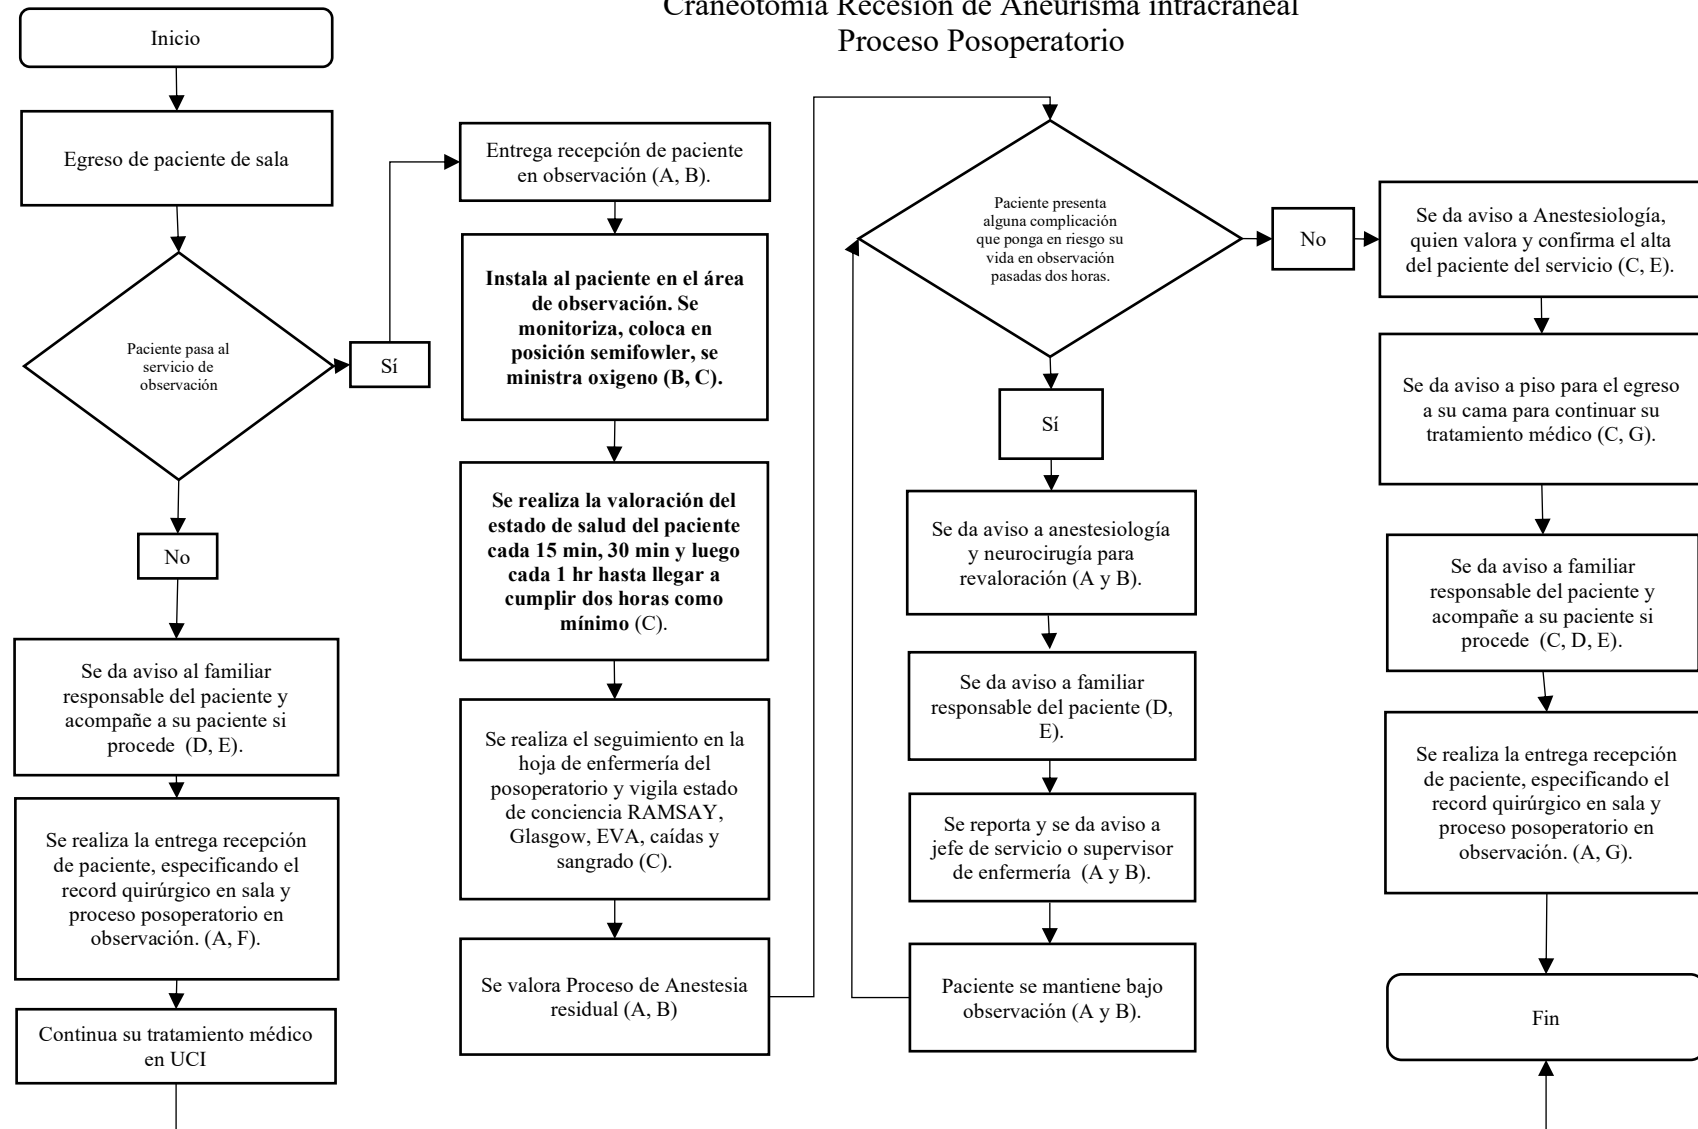 Craneotomía Recesión de Aneurisma intracraneal
Proceso Posoperatorio
Inicio
Egreso de paciente de sala
Paciente pasa al
servicio de
observación
Sí
No
Se da aviso al familiar
responsable del paciente y
acompañe a su paciente si
procede (D, E).
Se realiza la entrega recepción
de paciente, especificando el
record quirúrgico en sala y
proceso posoperatorio en
observación. (A, F).
Continua su tratamiento médico
en UCI
Entrega recepción de paciente
en observación (A, B).
Instala al paciente en el área
de observación. Se
monitoriza, coloca en
posición semifowler, se
ministra oxigeno (B, C).
Se realiza la valoración del
estado de salud del paciente
cada 15 min, 30 min y luego
cada 1 hr hasta llegar a
cumplir dos horas como
mínimo (C).
Se realiza el seguimiento en la
hoja de enfermería del
posoperatorio y vigila estado
de conciencia RAMSAY,
Glasgow, EVA, caídas y
sangrado (C).
Se valora Proceso de Anestesia
residual (A, B)
Paciente presenta
alguna complicación
que ponga en riesgo su
vida en observación
pasadas dos horas.
No
Sí
Se da aviso a anestesiología
y neurocirugía para
revaloración (A y B).
Se da aviso a familiar
responsable del paciente (D,
E).
Se reporta y se da aviso a
jefe de servicio o supervisor
de enfermería (A y B).
Paciente se mantiene bajo
observación (A y B).
Se da aviso a Anestesiología,
quien valora y confirma el alta
del paciente del servicio (C, E).
Se da aviso a piso para el egreso
a su cama para continuar su
tratamiento médico (C, G).
Se da aviso a familiar
responsable del paciente y
acompañe a su paciente si
procede (C, D, E).
Se realiza la entrega recepción
de paciente, especificando el
record quirúrgico en sala y
proceso posoperatorio en
observación. (A, G).
Fin